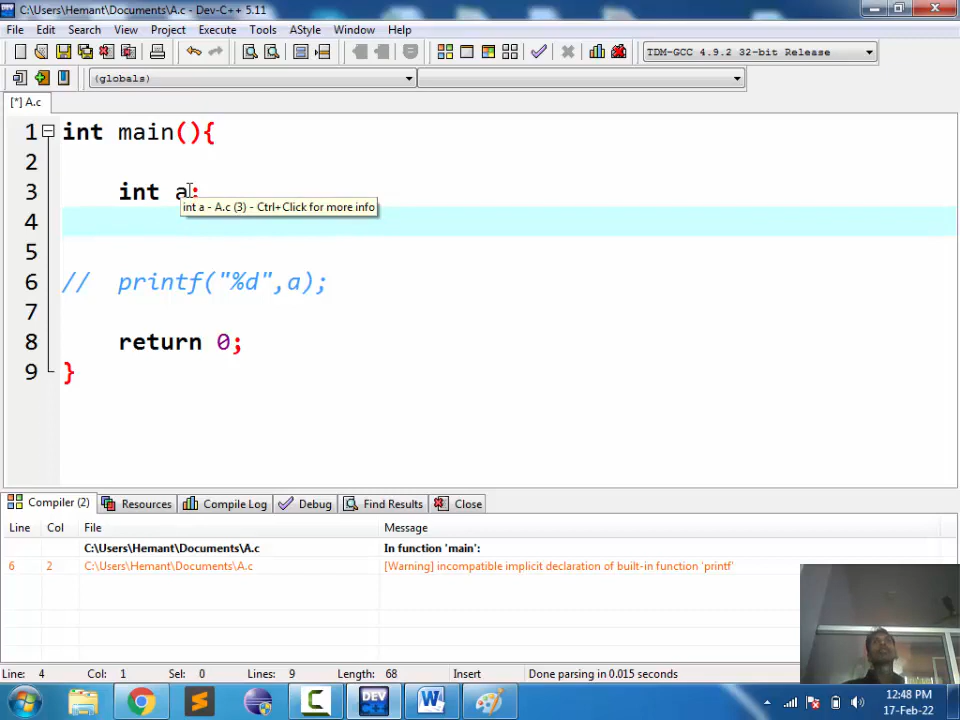 C:\Users\Hemant\Documents\A.c - Dev-C++ 5.11
File Edit Search View Project Execute Tools AStyle Window Help
TDM-GCC 4.9.2 32-bit Release
(globals)
[*] A.c
1 int main(){
2
3 int a;
int a - A.c (3) - Ctrl+Click for more info
4
5
6 // printf("%d",a);
7
8 return 0;
9 }
Compiler (2) Resources Compile Log Debug Find Results Close
Line Col File Message
C:\Users\Hemant\Documents\A.c In function 'main':
6 2 C:\Users\Hemant\Documents\A.c [Warning] incompatible implicit declaration of built-in function 'printf'
Line: 4 Col: 1 Sel: 0 Lines: 9 Length: 68 Insert Done parsing in 0.015 seconds
DEV
12:48 PM
17-Feb-22